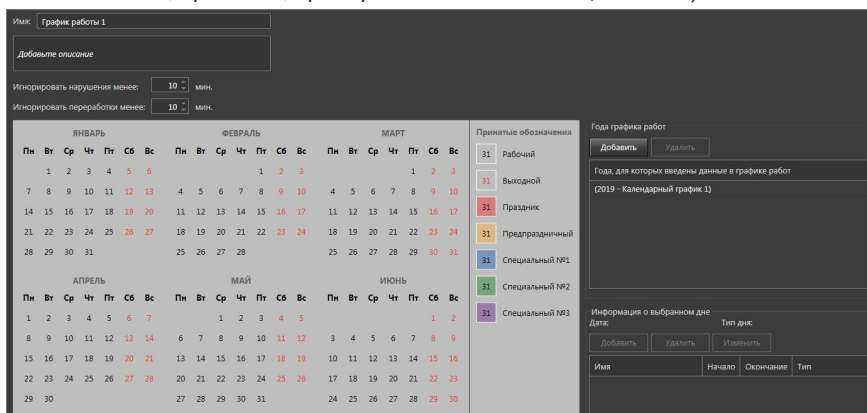 Имя: График работы 1
Добавьте описание
Игнорировать нарушения менее: 10 мин.
Игнорировать переработки менее: 10 мин.
ЯНВАРЬ
Пн Вт Ср Чт Пт Сб Вс
1 2 3 4 5 6
7 8 9 10 11 12 13
14 15 16 17 18 19 20
21 22 23 24 25 26 27
28 29 30 31
ФЕВРАЛЬ
Пн Вт Ср Чт Пт Сб Вс
1 2 3
4 5 6 7 8 9 10
11 12 13 14 15 16 17
18 19 20 21 22 23 24
25 26 27 28
МАРТ
Пн Вт Ср Чт Пт Сб Вс
1 2 3
4 5 6 7 8 9 10
11 12 13 14 15 16 17
18 19 20 21 22 23 24
25 26 27 28 29 30 31
АПРЕЛЬ
Пн Вт Ср Чт Пт Сб Вс
1 2 3 4 5 6 7
8 9 10 11 12 13 14
15 16 17 18 19 20 21
22 23 24 25 26 27 28
29 30
МАЙ
Пн Вт Ср Чт Пт Сб Вс
1 2 3 4 5
6 7 8 9 10 11 12
13 14 15 16 17 18 19
20 21 22 23 24 25 26
27 28 29 30 31
ИЮНЬ
Пн Вт Ср Чт Пт Сб Вс
1 2
3 4 5 6 7 8 9
10 11 12 13 14 15 16
17 18 19 20 21 22 23
24 25 26 27 28 29 30
Принятые обозначения
31 Рабочий
31 Выходной
31 Праздник
31 Предпраздничный
31 Специальный №1
31 Специальный №2
31 Специальный №3
Года графика работ
Добавить Удалить
Года, для которых введены данные в графике работ
(2019 - Календарный график 1)
Информация о выбранном дне
Дата: Тип дня:
Добавить Удалить Изменить
Имя Начало Окончание Тип